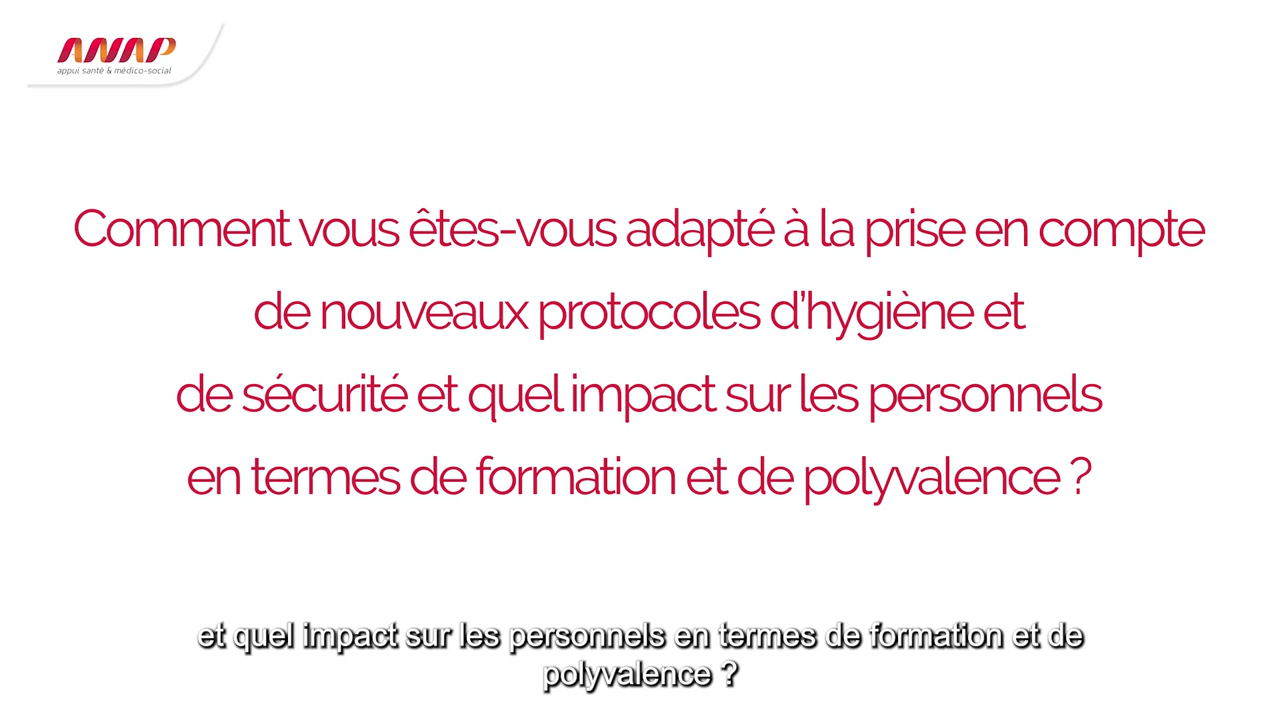 ANAP
appui santé & médico-social
Comment vous êtes-vous adapté à la prise en compte
de nouveaux protocoles d’hygiène et
de sécurité et quel impact sur les personnels
en termes de formation et de polyvalence ?
et quel impact sur les personnels en termes de formation et de
polyvalence ?